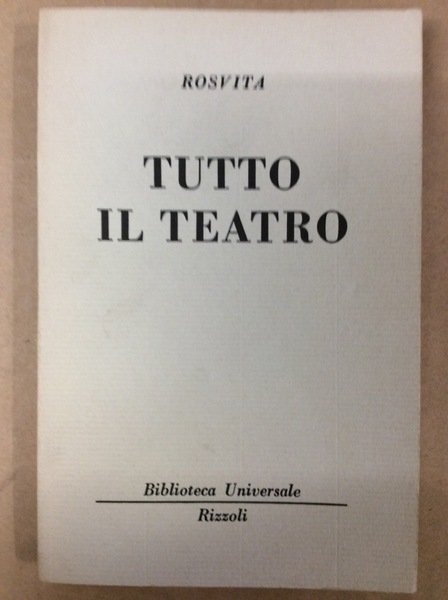 ROSVITA
TUTTO
IL TEATRO
Biblioteca Universale
Rizzoli